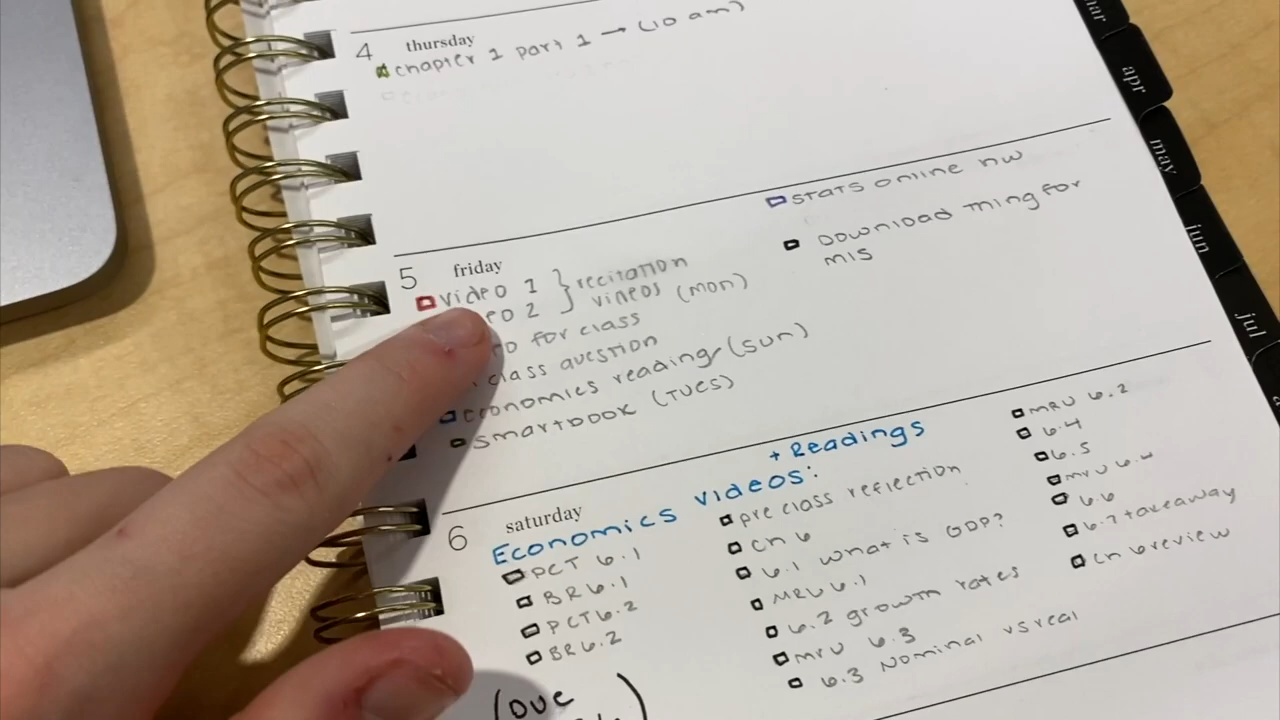 mar
apr
may
jun
jul
4 thursday
chapter 1 part 1 → (10 am)
5 friday
video 1 } recitation
2 videos (mon)
for class
class question
economics reading (sun)
smartbook (tues)
stats online hw
Download thing for
MIS
6 saturday
Economics videos: + Readings
PCT 6.1
BR 6.1
PCT 6.2
BR 6.2
(Due
pre class reflection
Ch 6
6.1 what is GDP?
MRU 6.1
6.2 growth rates
mru 6.3
6.3 Nominal vs real
MRU 6.2
6.4
6.5
mru 6.6
6.6
6.7 takeaway
Ch 6 review